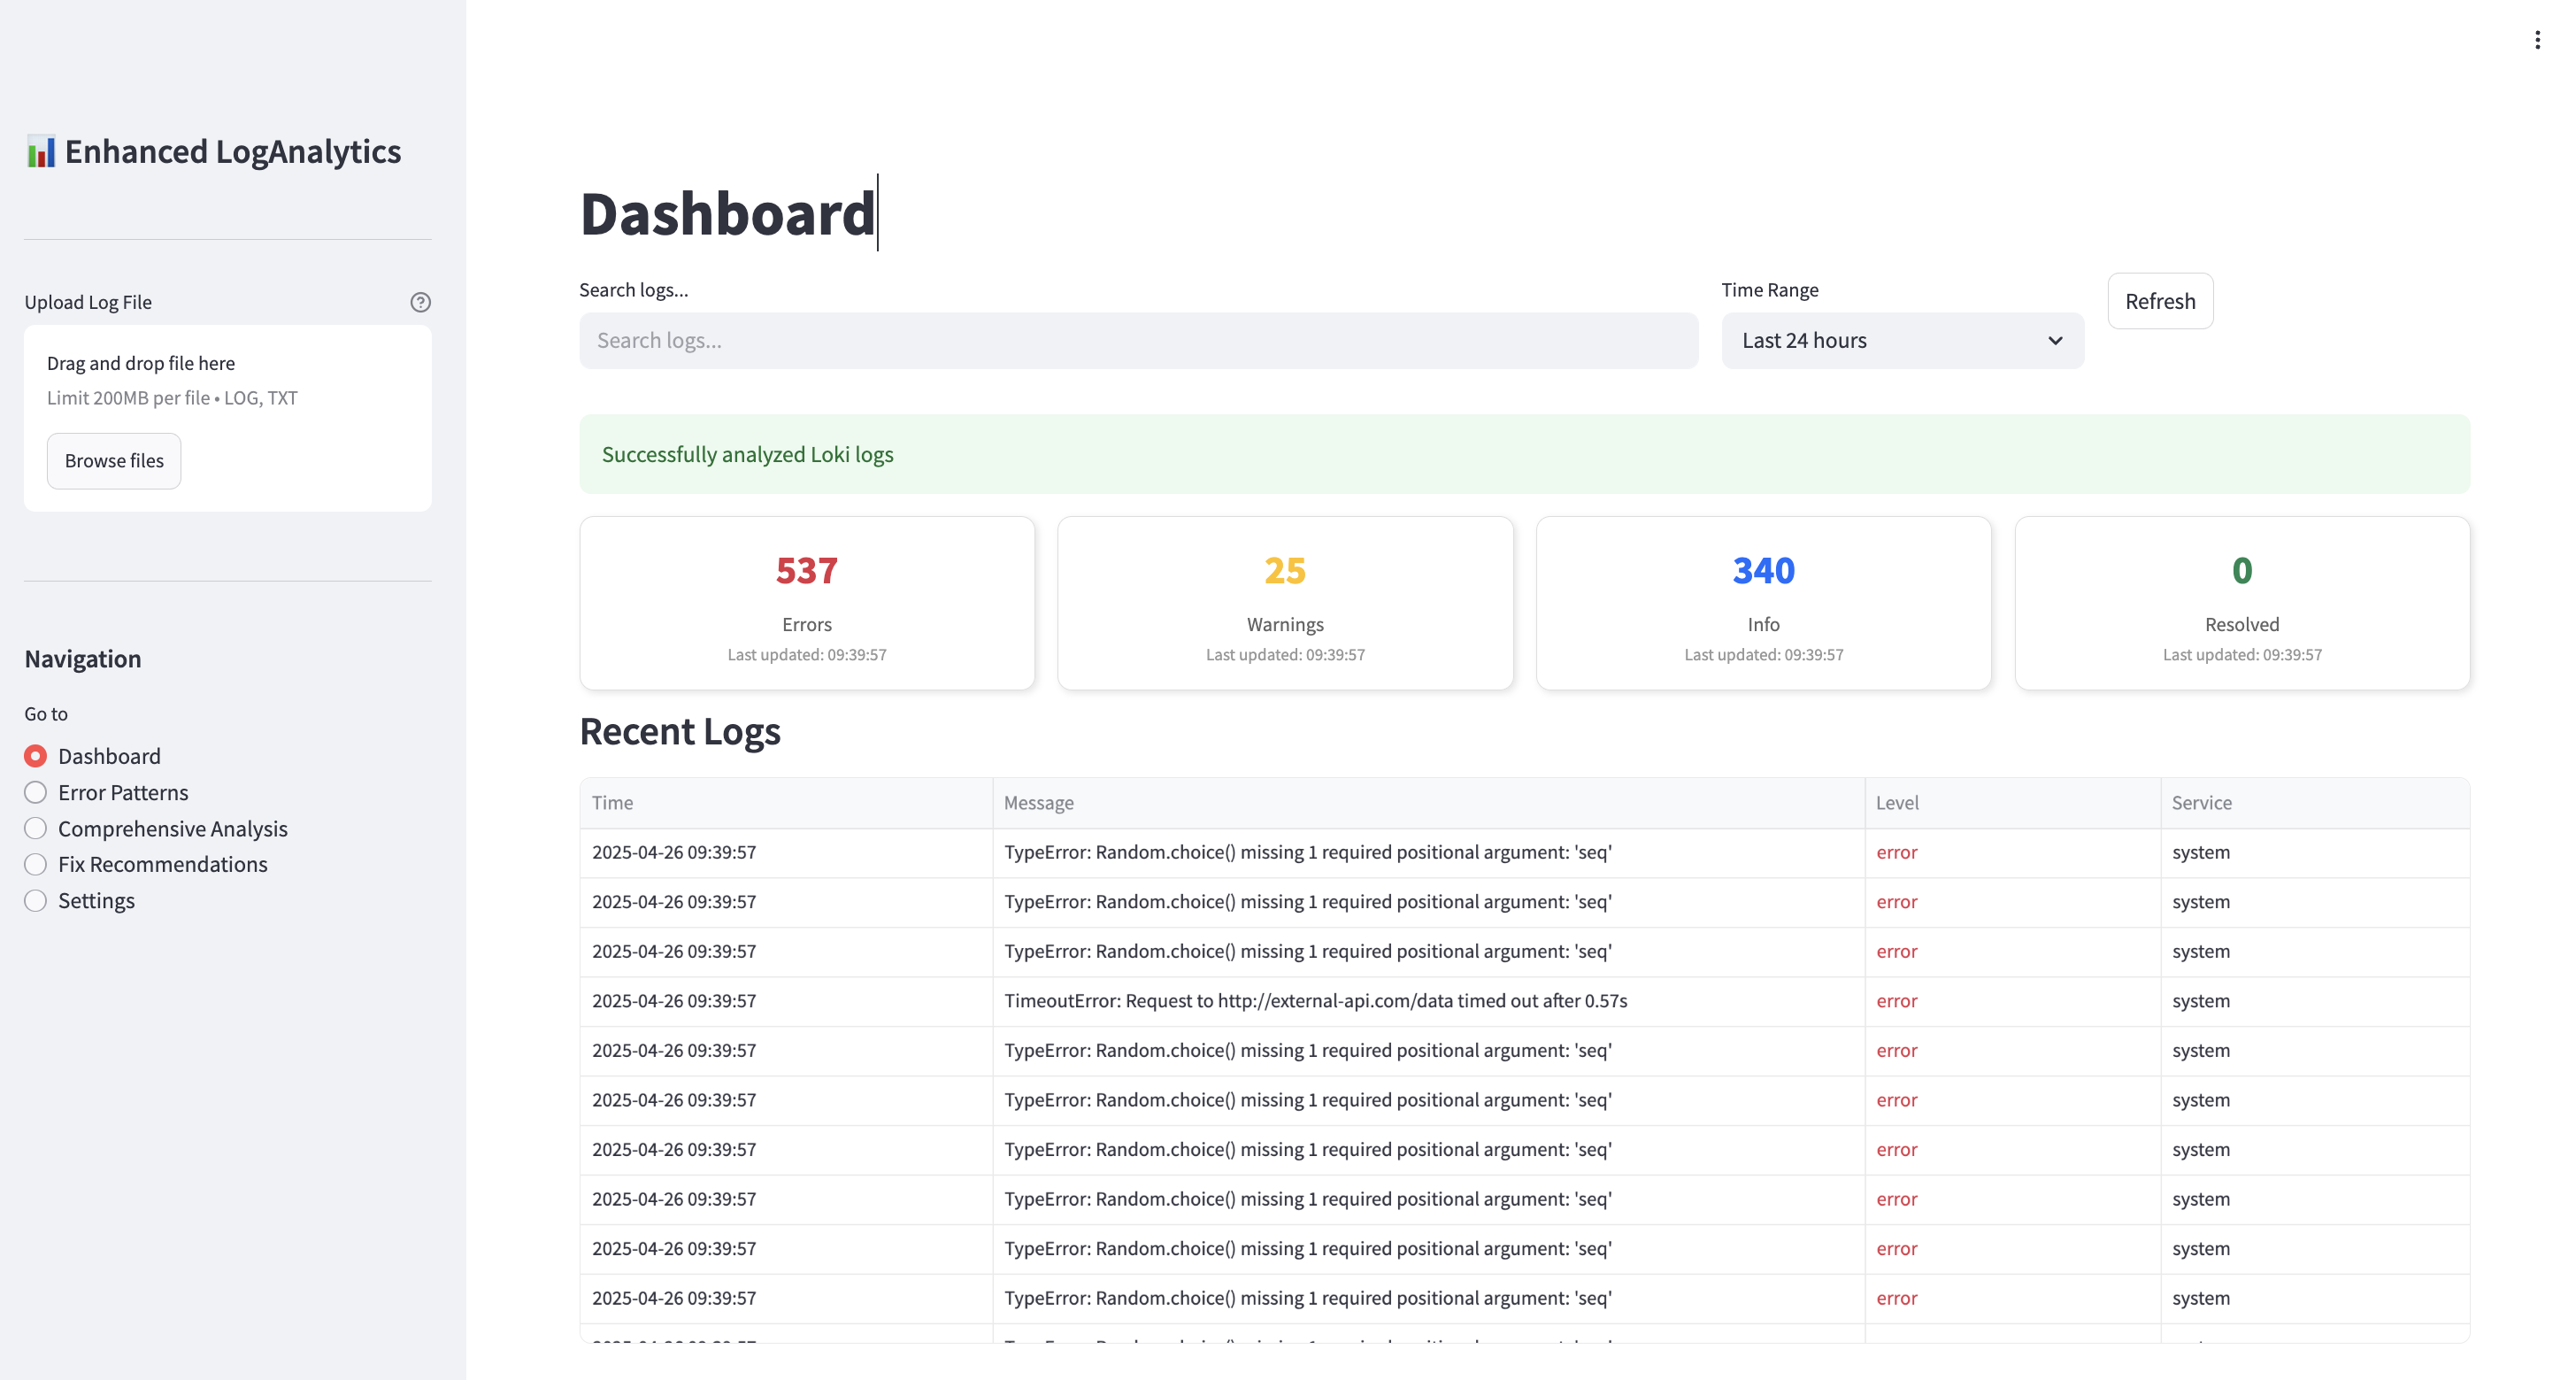 Enhanced LogAnalytics
Upload Log File
Drag and drop file here
Limit 200MB per file • LOG, TXT
Browse files
Navigation
Go to
Dashboard
Error Patterns
Comprehensive Analysis
Fix Recommendations
Settings
Dashboard
Search logs... Time Range
Search logs... Last 24 hours Refresh
Successfully analyzed Loki logs
537 25 340 0
Errors Warnings Info Resolved
Last updated: 09:39:57 Last updated: 09:39:57 Last updated: 09:39:57 Last updated: 09:39:57
Recent Logs
Time Message Level Service
2025-04-26 09:39:57 TypeError: Random.choice() missing 1 required positional argument: 'seq' error system
2025-04-26 09:39:57 TypeError: Random.choice() missing 1 required positional argument: 'seq' error system
2025-04-26 09:39:57 TypeError: Random.choice() missing 1 required positional argument: 'seq' error system
2025-04-26 09:39:57 TimeoutError: Request to http://external-api.com/data timed out after 0.57s error system
2025-04-26 09:39:57 TypeError: Random.choice() missing 1 required positional argument: 'seq' error system
2025-04-26 09:39:57 TypeError: Random.choice() missing 1 required positional argument: 'seq' error system
2025-04-26 09:39:57 TypeError: Random.choice() missing 1 required positional argument: 'seq' error system
2025-04-26 09:39:57 TypeError: Random.choice() missing 1 required positional argument: 'seq' error system
2025-04-26 09:39:57 TypeError: Random.choice() missing 1 required positional argument: 'seq' error system
2025-04-26 09:39:57 TypeError: Random.choice() missing 1 required positional argument: 'seq' error system